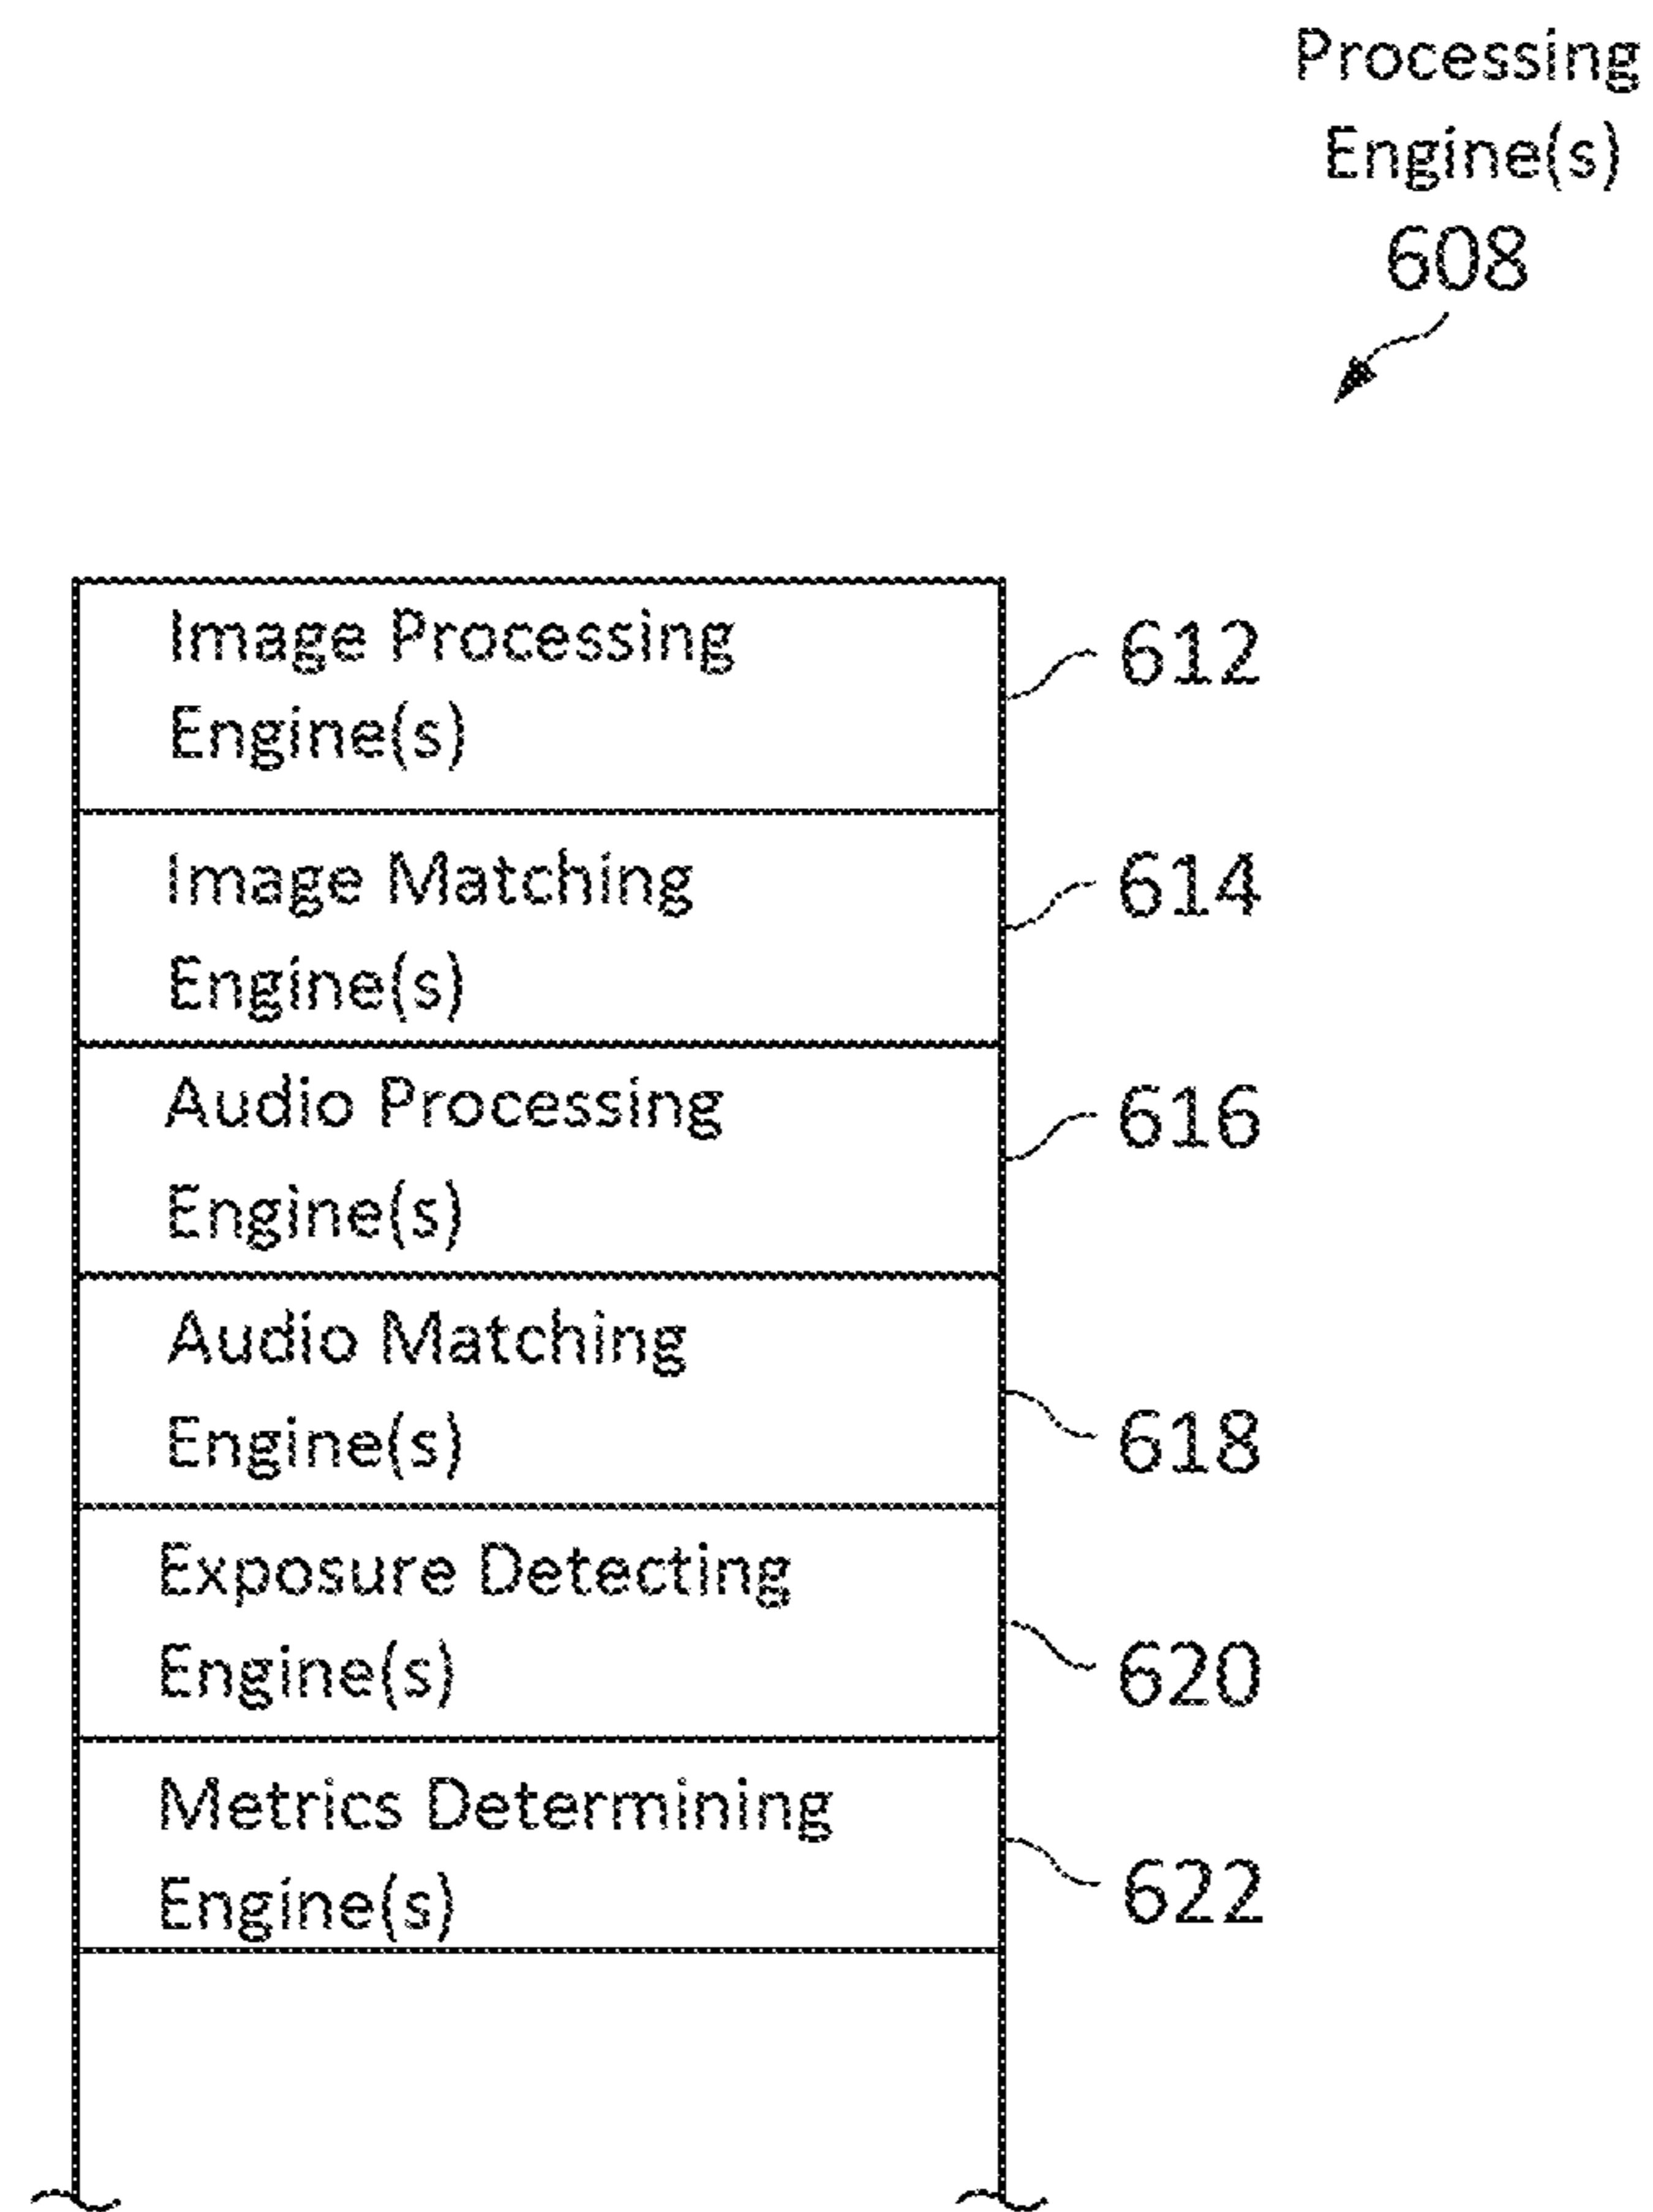 Processing
Engine(s)
608
Image Processing
Engine(s)
612
Image Matching
Engine(s)
614
Audio Processing
Engine(s)
616
Audio Matching
Engine(s)
618
Exposure Detecting
Engine(s)
620
Metrics Determining
Engine(s)
622